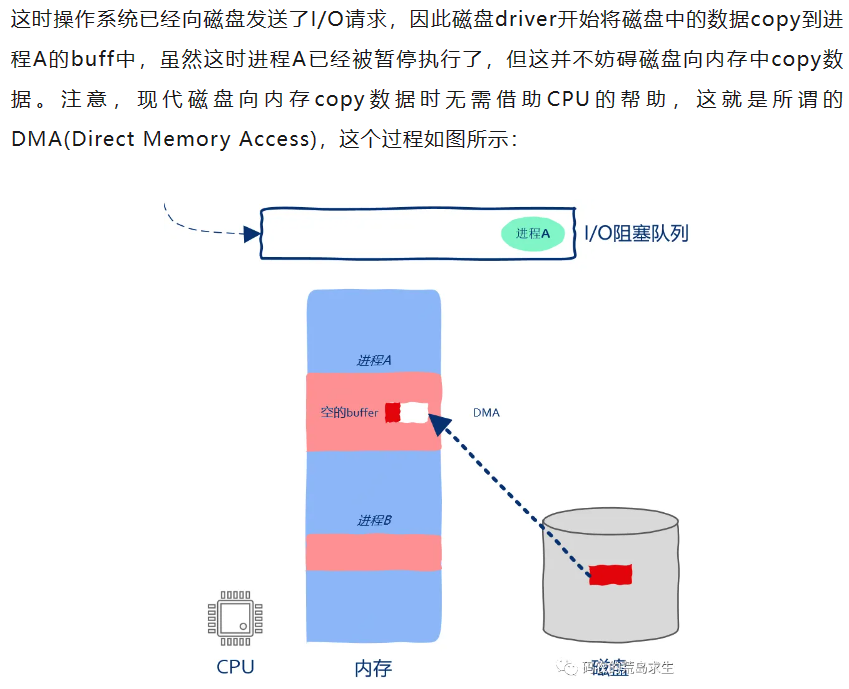 这时操作系统已经向磁盘发送了I/O请求，因此磁盘driver开始将磁盘中的数据copy到进
程A的buff中，虽然这时进程A已经被暂停执行了，但这并不妨碍磁盘向内存中copy数
据。注意，现代磁盘向内存copy数据时无需借助CPU的帮助，这就是所谓的
DMA(Direct Memory Access)，这个过程如图所示：
进程A
I/O阻塞队列
进程A
空的buffer
DMA
进程B
CPU
内存
磁盘
码农的荒岛求生